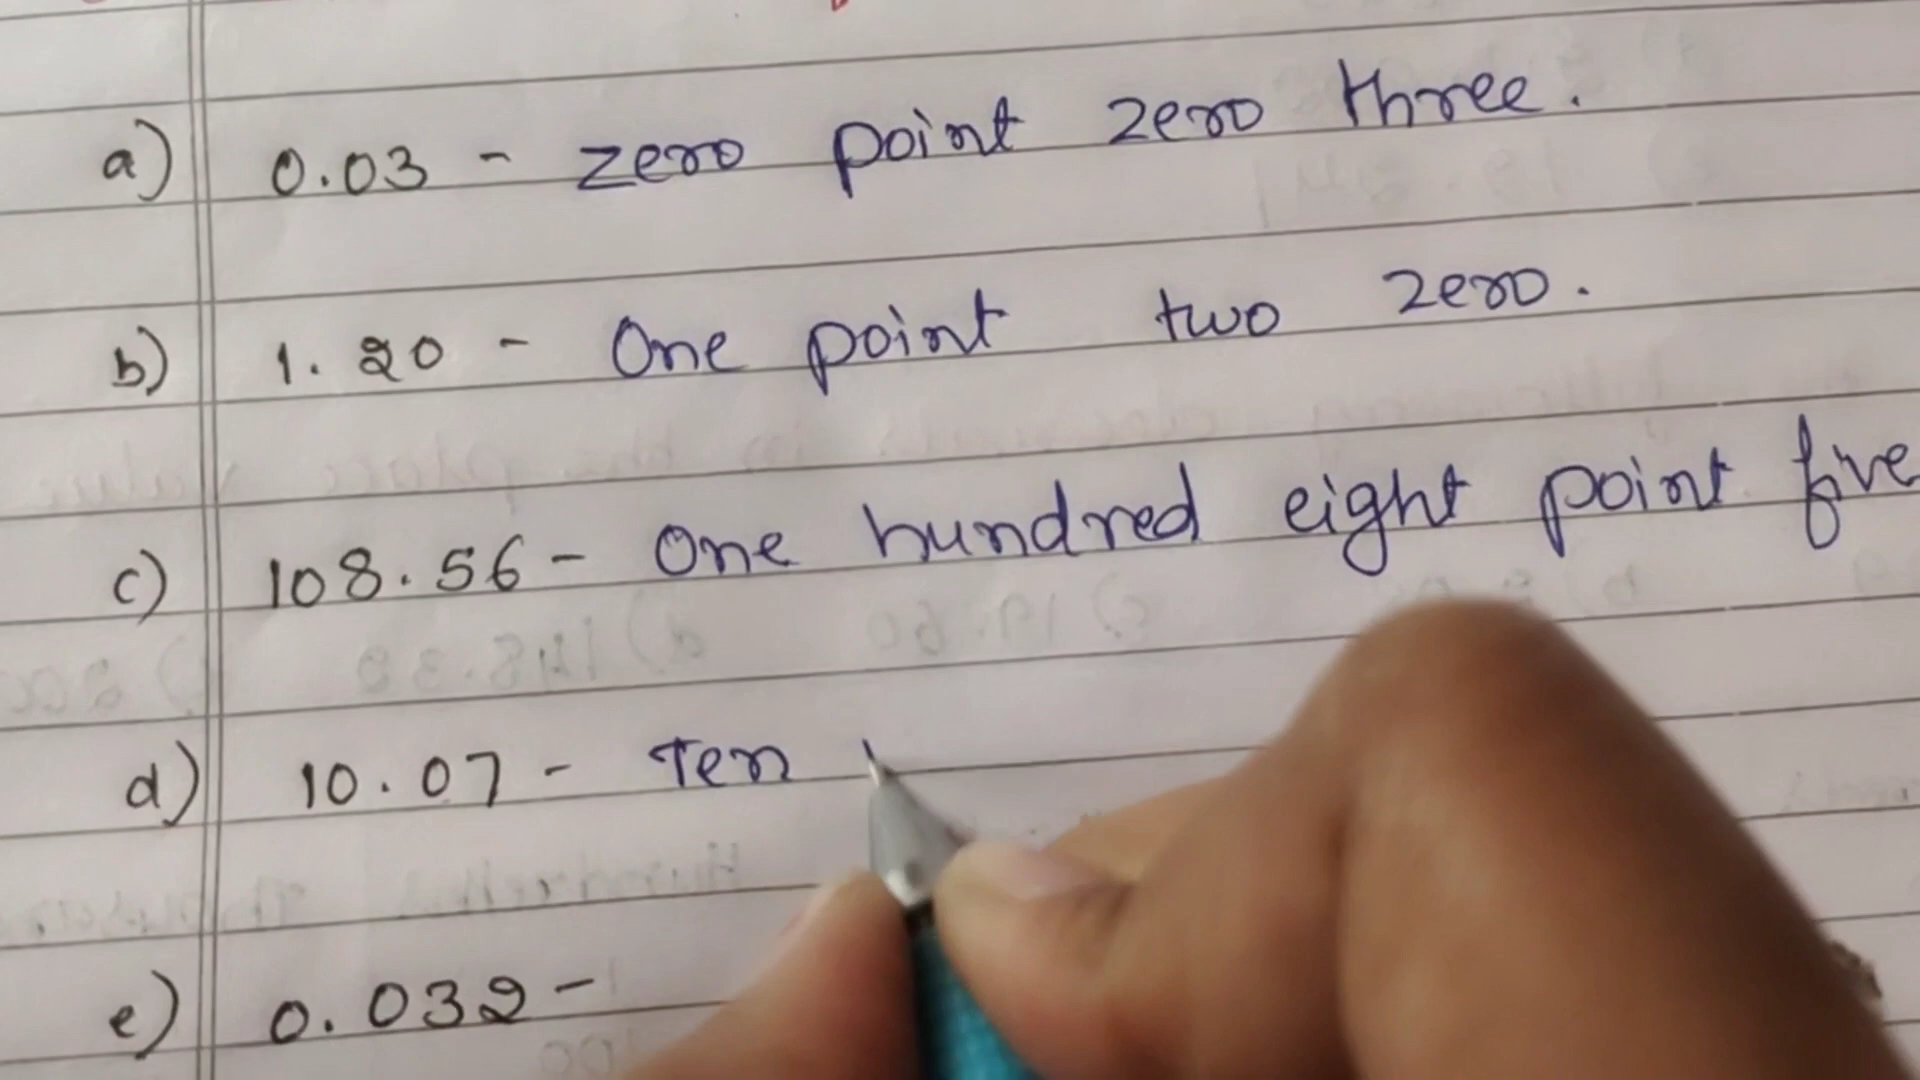 a) 0.03 - zero point zero three.
b) 1.20 - One point two zero.
c) 108.56 - One hundred eight point five
d) 10.07 - Ten
e) 0.032 -